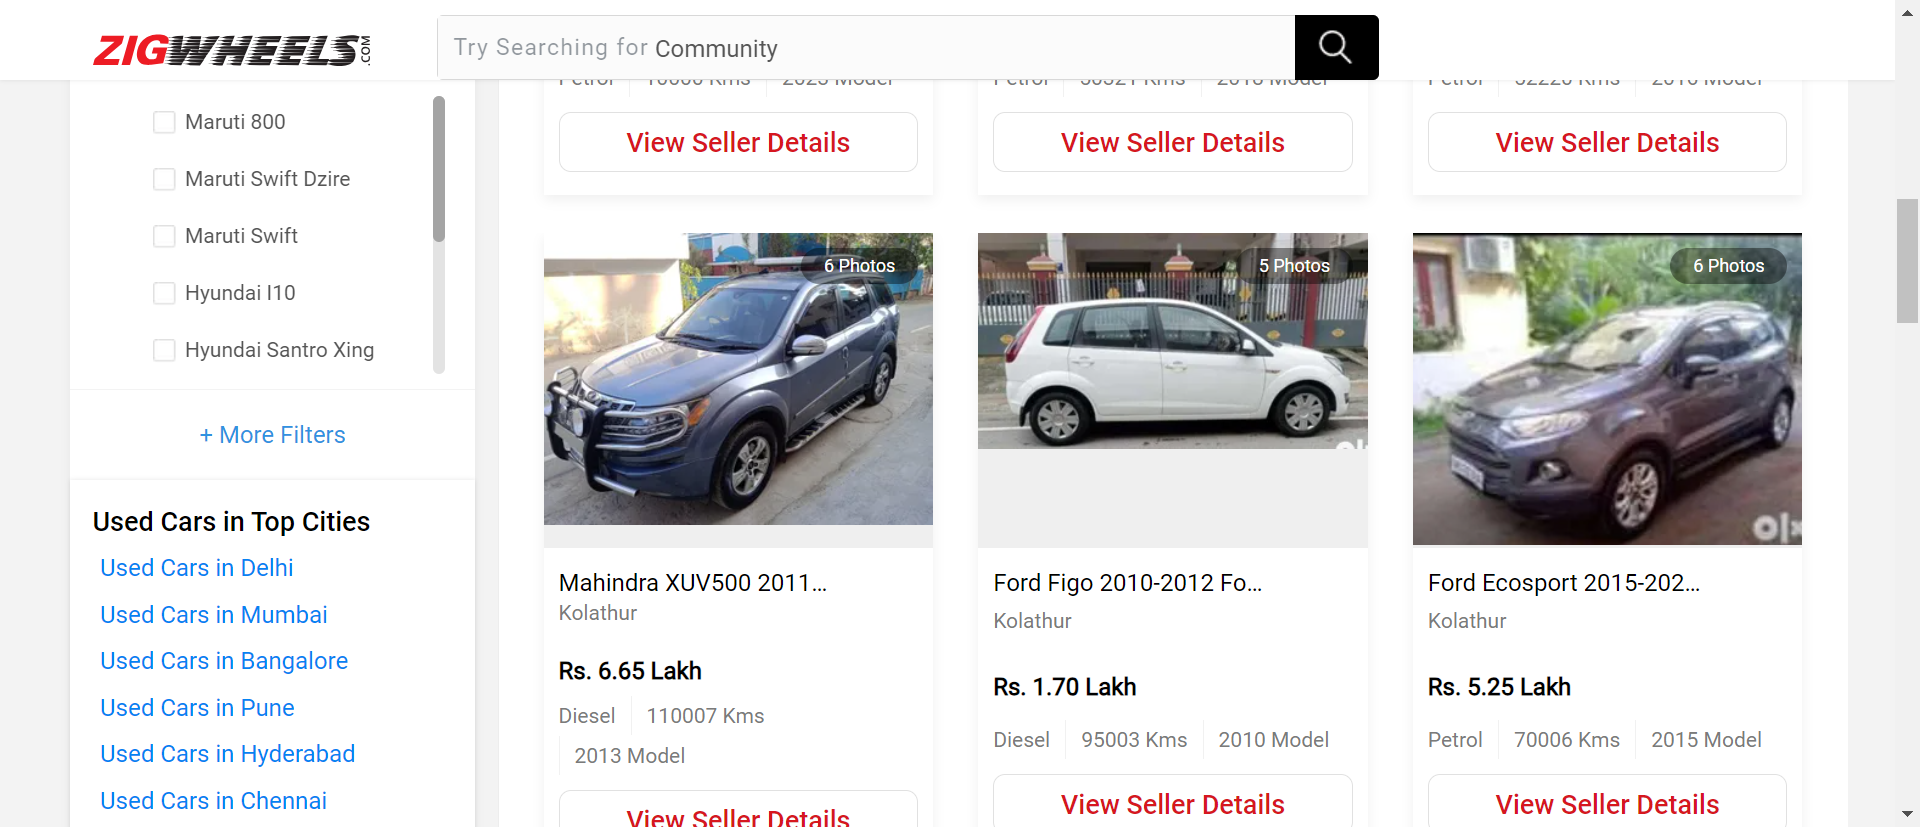 ZIGWHEELS.COM
Try Searching for Community
Maruti 800
Maruti Swift Dzire
Maruti Swift
Hyundai I10
Hyundai Santro Xing
+ More Filters
Used Cars in Top Cities
Used Cars in Delhi
Used Cars in Mumbai
Used Cars in Bangalore
Used Cars in Pune
Used Cars in Hyderabad
Used Cars in Chennai
View Seller Details
View Seller Details
View Seller Details
6 Photos
Mahindra XUV500 2011...
Kolathur
Rs. 6.65 Lakh
Diesel 110007 Kms
2013 Model
View Seller Details
5 Photos
Ford Figo 2010-2012 Fo...
Kolathur
Rs. 1.70 Lakh
Diesel 95003 Kms 2010 Model
View Seller Details
6 Photos
olx
Ford Ecosport 2015-202...
Kolathur
Rs. 5.25 Lakh
Petrol 70006 Kms 2015 Model
View Seller Details